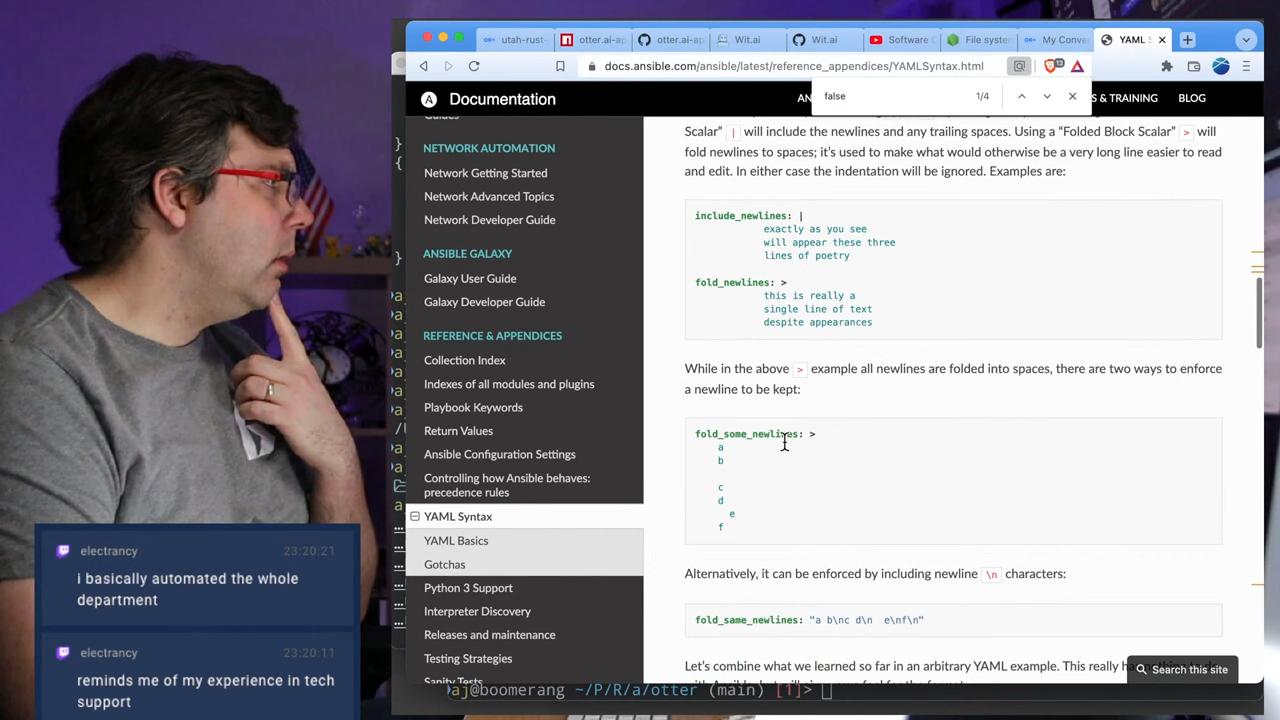 utah-rust-
otter.ai-ap
otter.ai-ap
Wit.ai
Wit.ai
Software C
File syster
My Conver
YAML S
docs.ansible.com/ansible/latest/reference_appendices/YAMLSyntax.html
13
false
1/4
Documentation
AN
S & TRAINING
BLOG
Guides
NETWORK AUTOMATION
Network Getting Started
Network Advanced Topics
Network Developer Guide
ANSIBLE GALAXY
Galaxy User Guide
Galaxy Developer Guide
REFERENCE & APPENDICES
Collection Index
Indexes of all modules and plugins
Playbook Keywords
Return Values
Ansible Configuration Settings
Controlling how Ansible behaves:
precedence rules
YAML Syntax
YAML Basics
Gotchas
Python 3 Support
Interpreter Discovery
Releases and maintenance
Testing Strategies
Sanity Tests
Scalar” | will include the newlines and any trailing spaces. Using a “Folded Block Scalar” > will
fold newlines to spaces; it’s used to make what would otherwise be a very long line easier to read
and edit. In either case the indentation will be ignored. Examples are:
include_newlines: |
exactly as you see
will appear these three
lines of poetry
fold_newlines: >
this is really a
single line of text
despite appearances
While in the above > example all newlines are folded into spaces, there are two ways to enforce
a newline to be kept:
fold_some_newlines: >
a
b
c
d
e
f
Alternatively, it can be enforced by including newline \n characters:
fold_same_newlines: "a b\nc d\n  e\nf\n"
Let’s combine what we learned so far in an arbitrary YAML example. This really
Search this site
aj@boomerang ~/P/R/a/otter (main) [1]>
electrancy 23:20:21
i basically automated the whole
department
electrancy 23:20:11
reminds me of my experience in tech
support